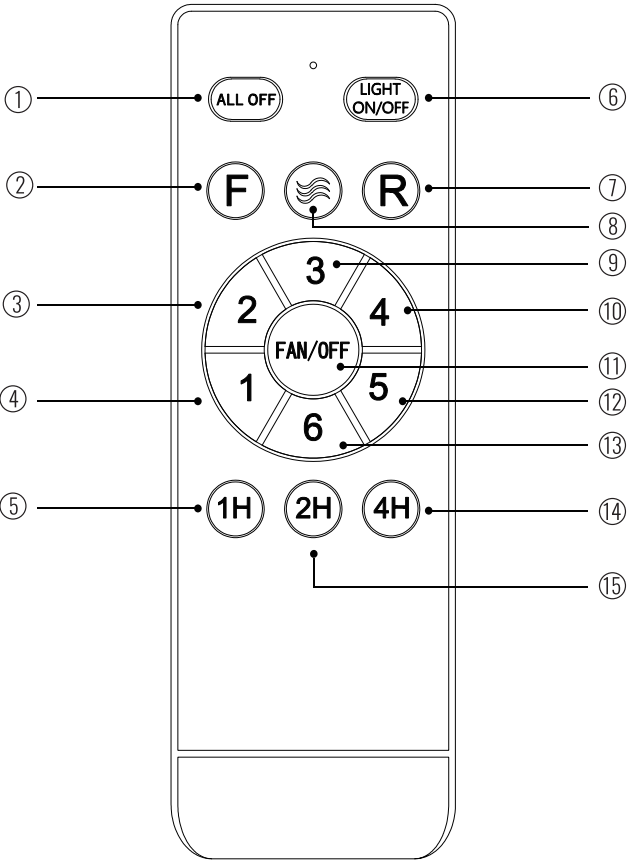 ① ALL OFF LIGHT ON/OFF ⑥
② F R ⑦
⑧
3 ⑨
③ 2 4 ⑩
FAN/OFF ⑪
④ 1 5 ⑫
6 ⑬
⑤ 1H 2H 4H ⑭
⑮